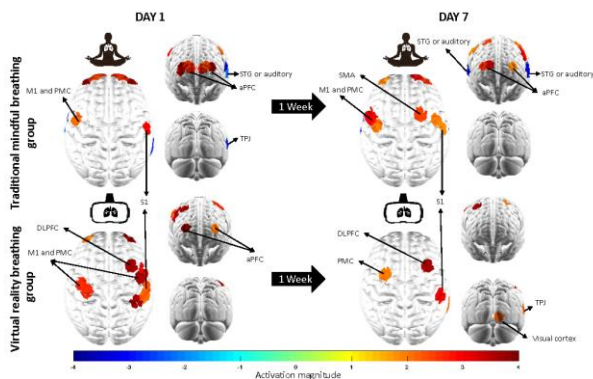 DAY 1
DAY 7
Traditional mindful breathing
group
M1 and PMC
STG or auditory
aPFC
TPJ
S1
1 Week
STG or auditory
SMA
M1 and PMC
STG or auditory
aPFC
Virtual reality breathing
group
DLPFC
M1 and PMC
aPFC
1 Week
DLPFC
PMC
TPJ
Visual cortex
-4
-3
-2
-1
0
1
2
3
4
Activation magnitude